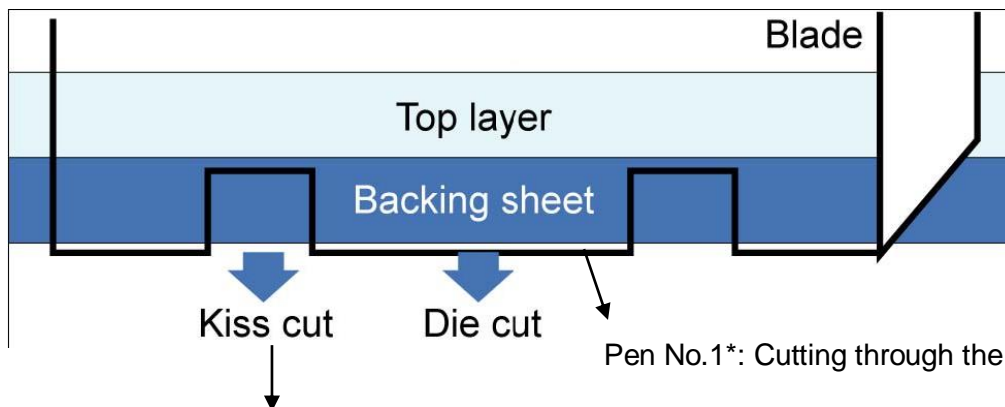 Blade
Top layer
Backing sheet
Kiss cut
Die cut
Pen No.1*: Cutting through the